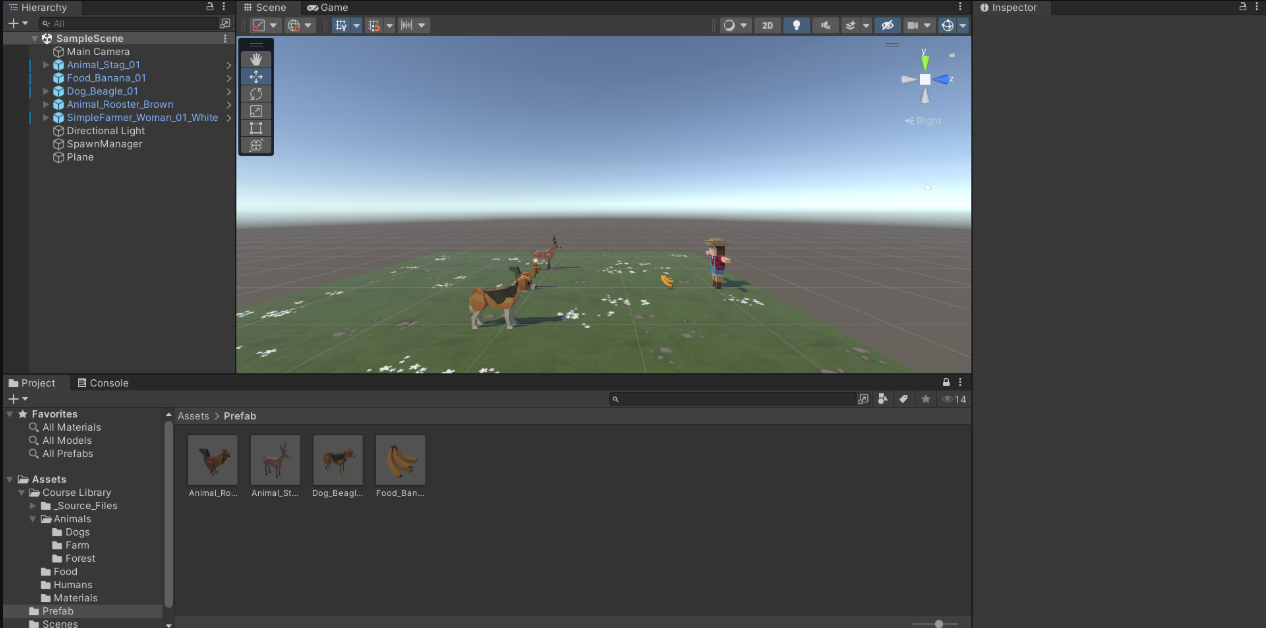 Hierarchy
All
SampleScene
Main Camera
Animal_Stag_01
Food_Banana_01
Dog_Beagle_01
Animal_Rooster_Brown
SimpleFarmer_Woman_01_White
Directional Light
SpawnManager
Plane
Scene Game
2D
y
z
Right
Inspector
Project Console
14
Favorites
All Materials
All Models
All Prefabs
Assets
Course Library
_Source_Files
Animals
Dogs
Farm
Forest
Food
Humans
Materials
Prefab
Scenes
Assets > Prefab
Animal_Ro... Animal_St... Dog_Beagl... Food_Ban...